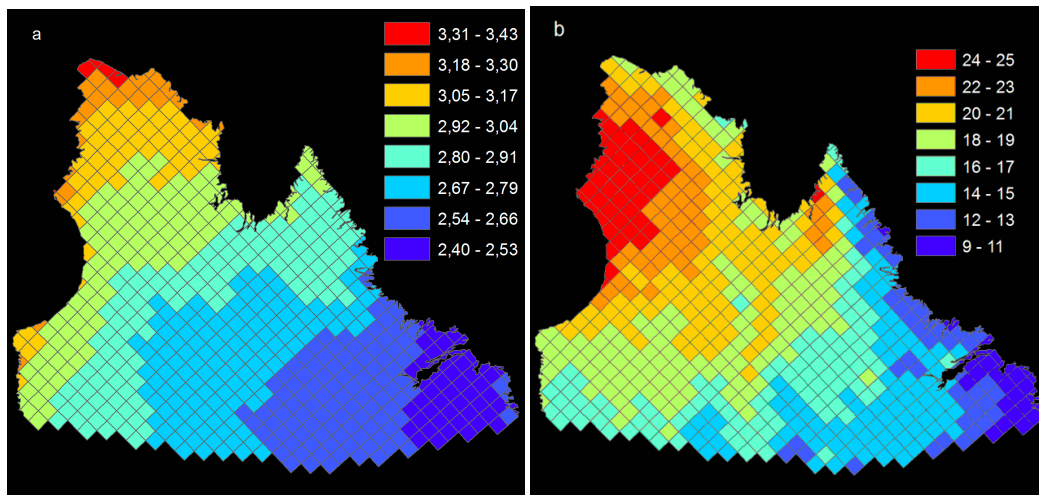 a
3,31 - 3,43
3,18 - 3,30
3,05 - 3,17
2,92 - 3,04
2,80 - 2,91
2,67 - 2,79
2,54 - 2,66
2,40 - 2,53
b
24 - 25
22 - 23
20 - 21
18 - 19
16 - 17
14 - 15
12 - 13
9 - 11